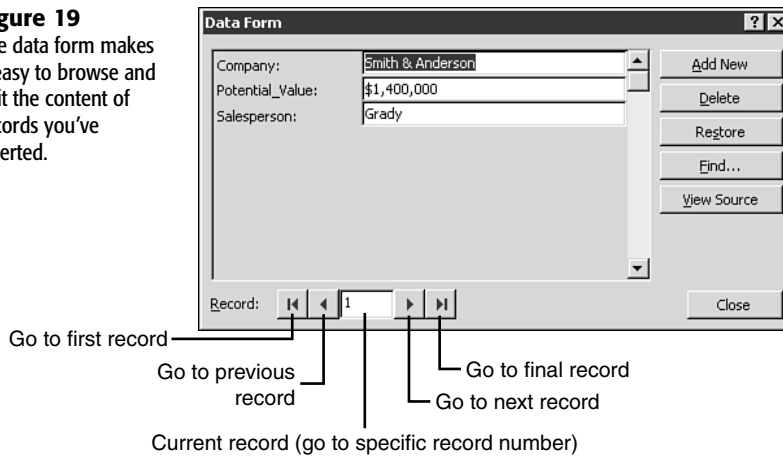 gure 19
e data form makes
easy to browse and
it the content of
cords you've
erted.
Data Form
Company: Smith & Anderson
Potential_Value: $1,400,000
Salesperson: Grady
Add New
Delete
Restore
Find...
View Source
Record: 1
Close
Go to first record
Go to previous
record
Go to final record
Go to next record
Current record (go to specific record number)